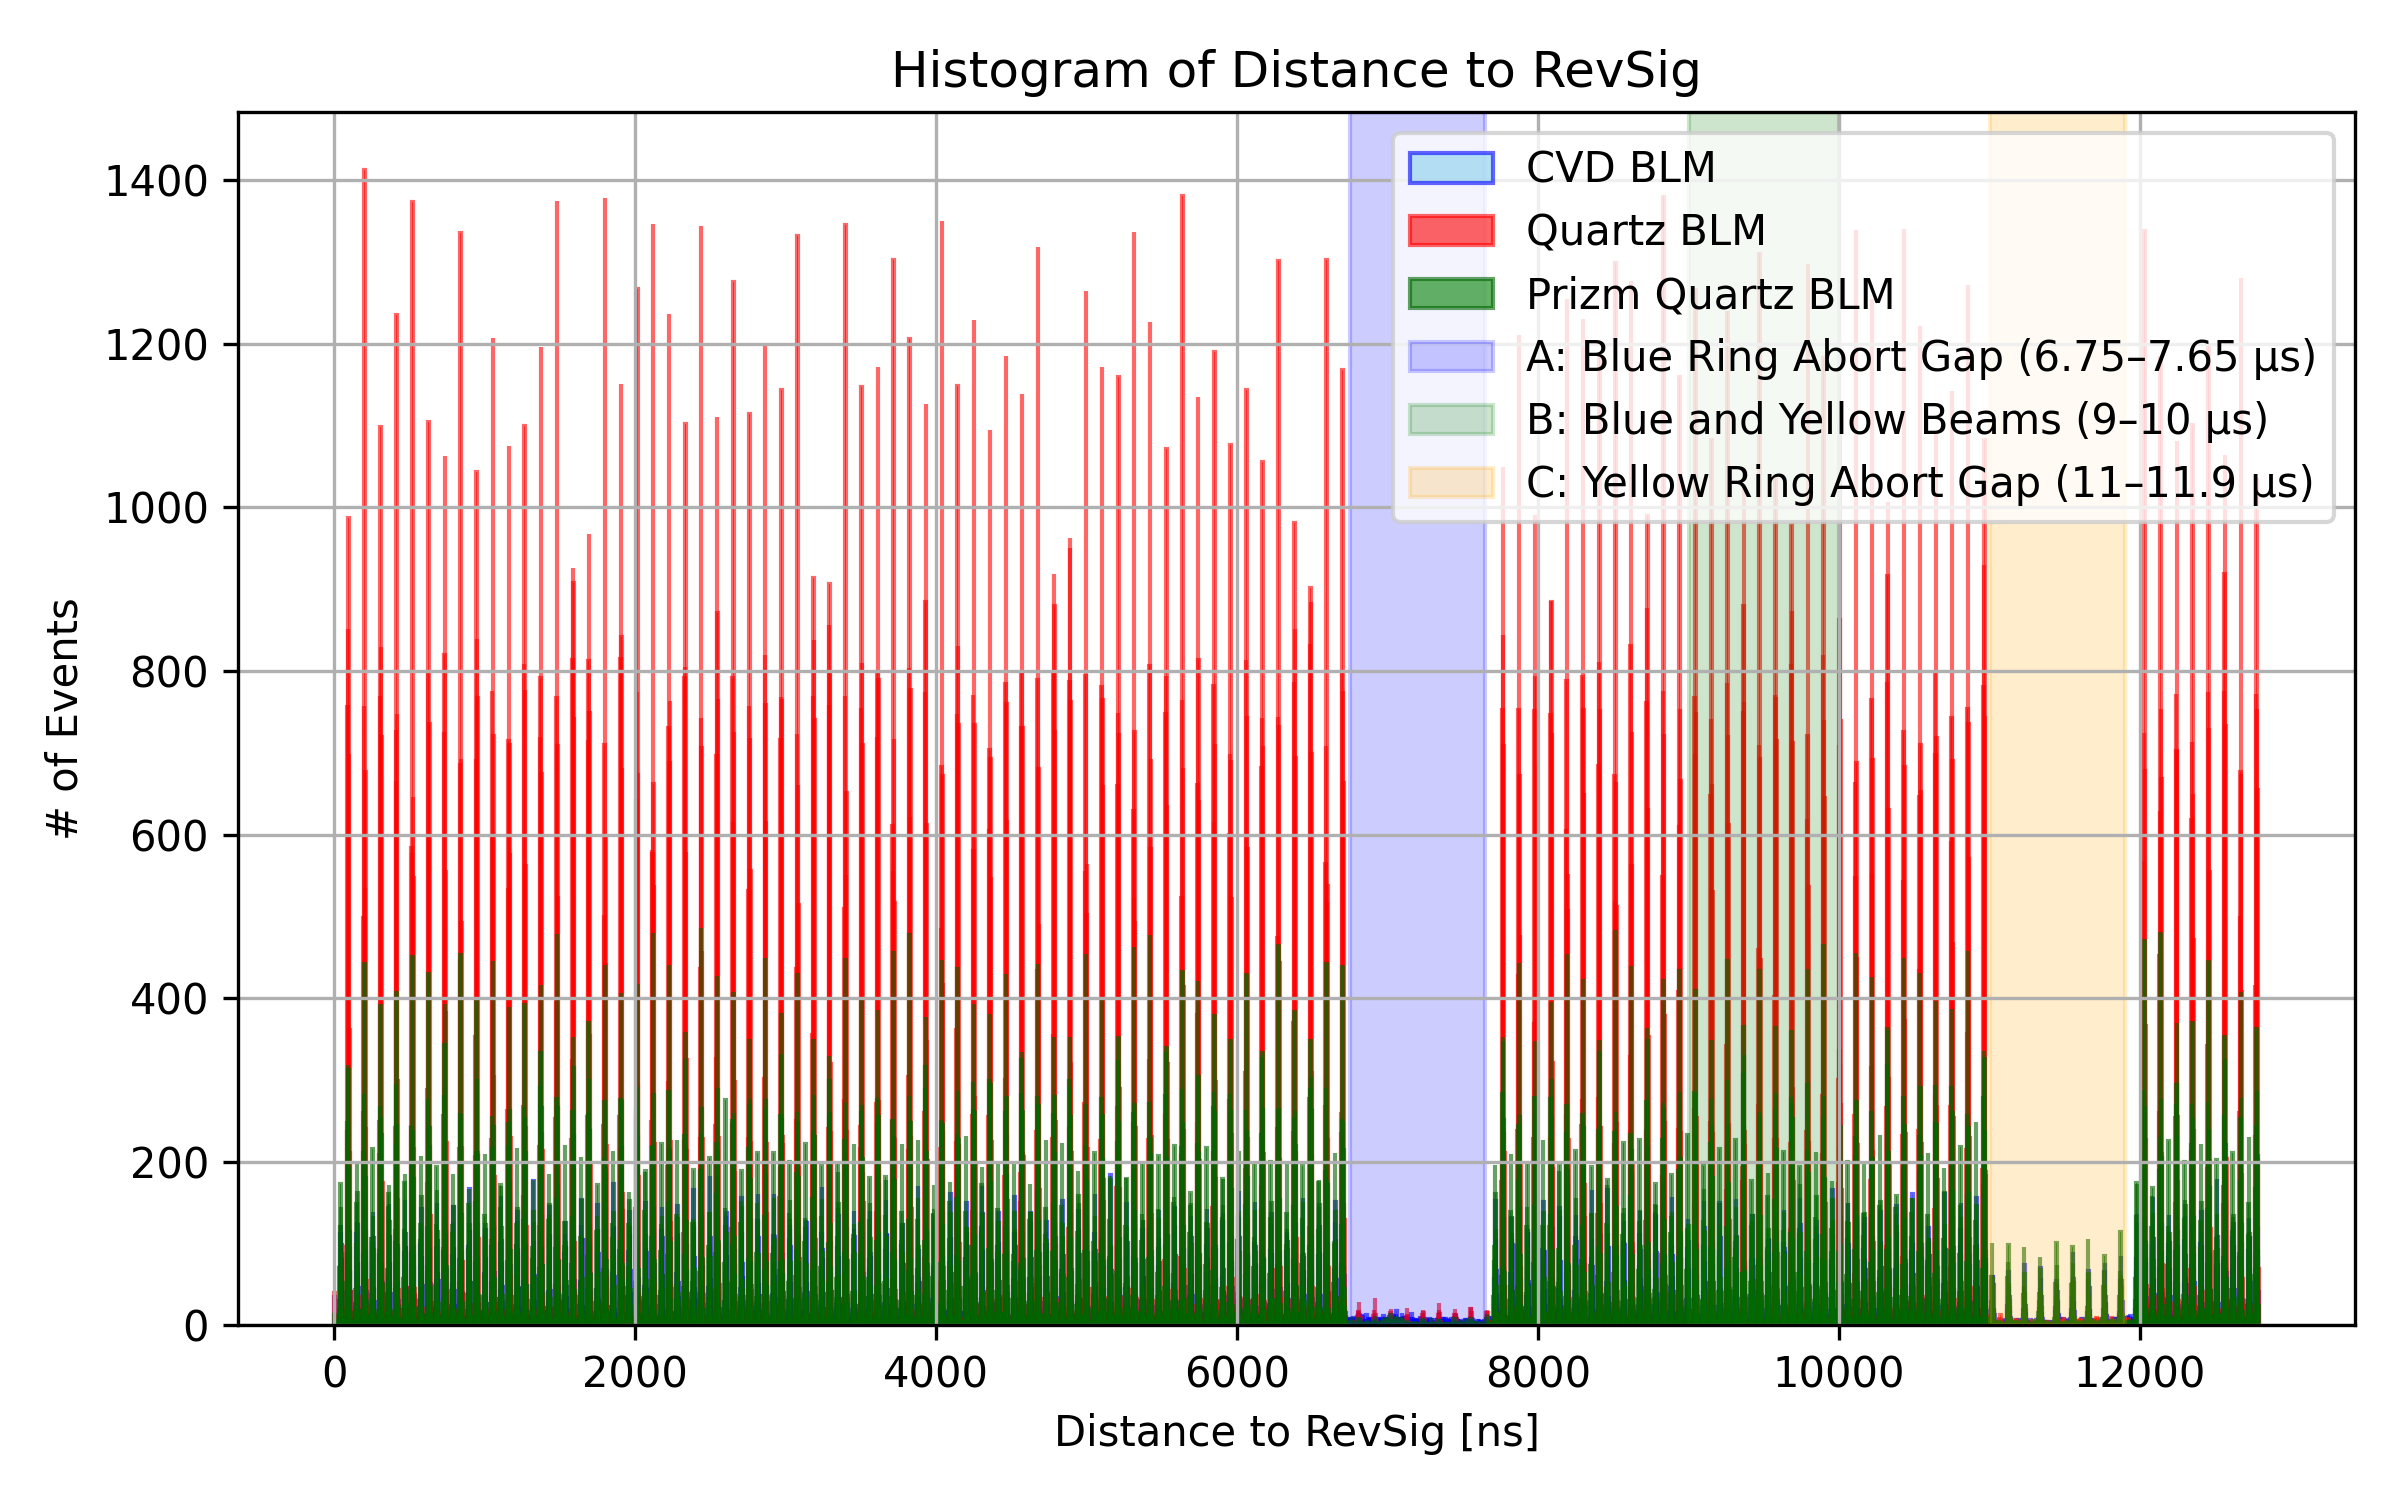 Histogram of Distance to RevSig
CVD BLM
Quartz BLM
Prizm Quartz BLM
A: Blue Ring Abort Gap (6.75–7.65 µs)
B: Blue and Yellow Beams (9–10 µs)
C: Yellow Ring Abort Gap (11–11.9 µs)
# of Events
1400
1200
1000
800
600
400
200
0
0 2000 4000 6000 8000 10000 12000
Distance to RevSig [ns]